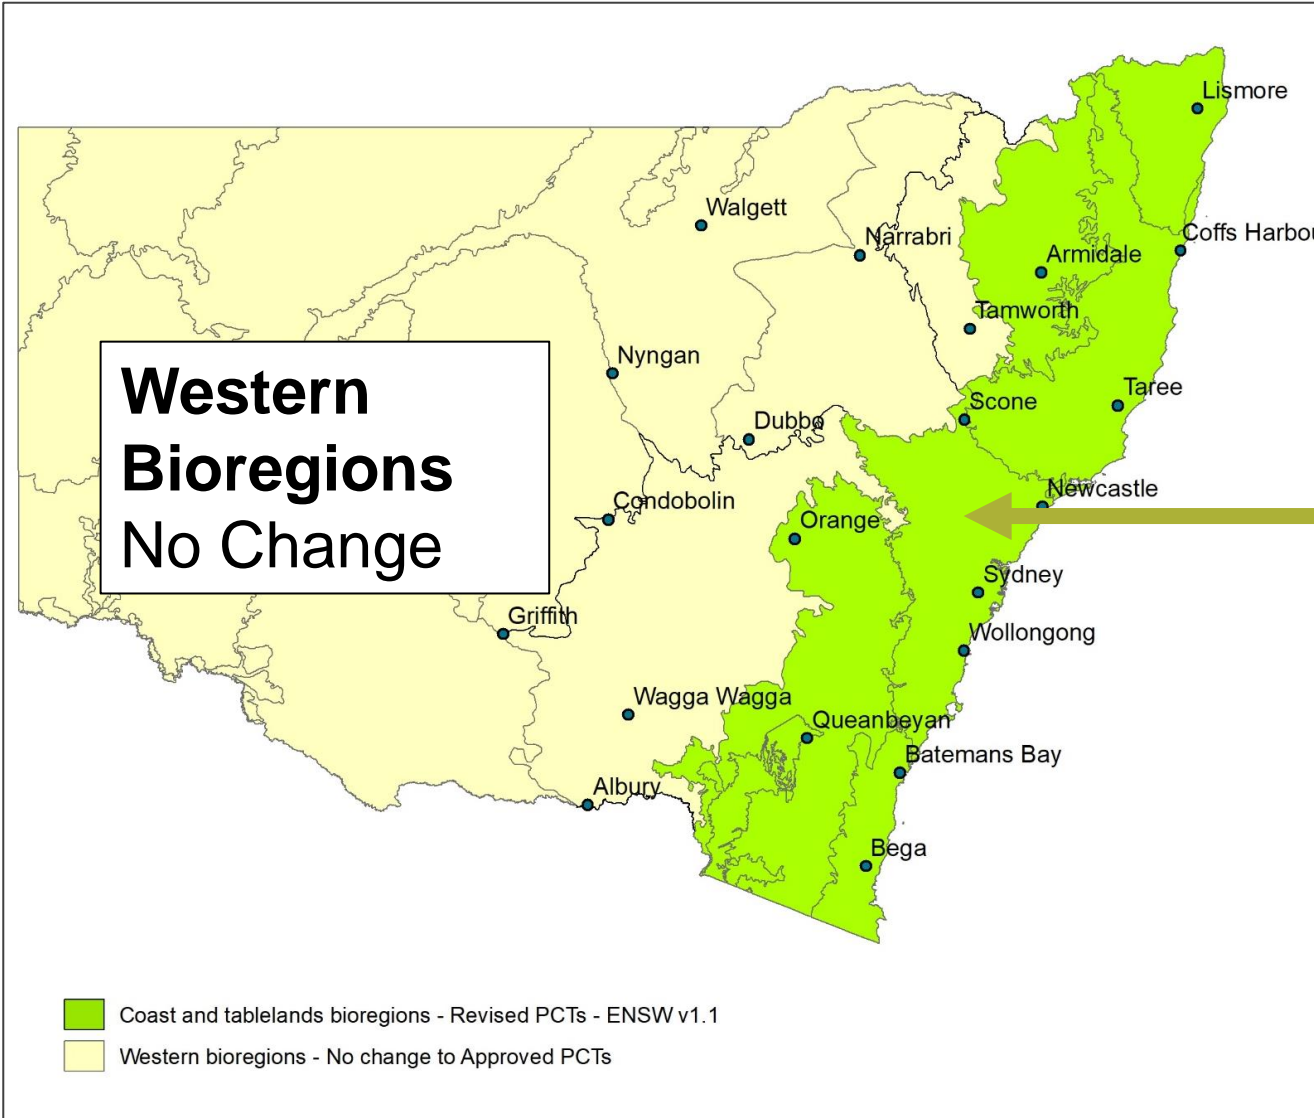 Lismore
Walgett
Coffs Harbou
Narrabri
Armidale
Tamworth
Nyngan
Western
Bioregions
No Change
Taree
Scone
Dubbo
Newcastle
Condobolin
Orange
Sydney
Griffith
Wollongong
Wagga Wagga
Queanbeyan
Batemans Bay
Albury
Bega
Coast and tablelands bioregions - Revised PCTs - ENSW v1.1
Western bioregions - No change to Approved PCTs